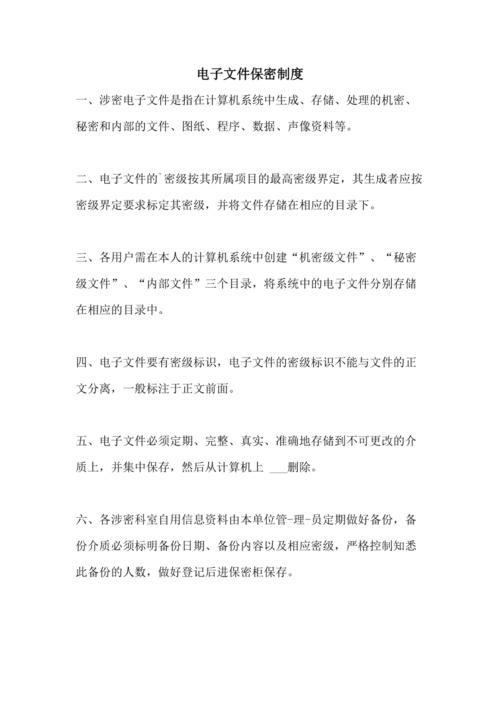 电子文件保密制度
一、涉密电子文件是指在计算机系统中生成、存储、处理的机密、
秘密和内部的文件、图纸、程序、数据、声像资料等。
二、电子文件的`密级按其所属项目的最高密级界定，其生成者应按
密级界定要求标定其密级，并将文件存储在相应的目录下。
三、各用户需在本人的计算机系统中创建“机密级文件”、“秘密
级文件”、“内部文件”三个目录，将系统中的电子文件分别存储
在相应的目录中。
四、电子文件要有密级标识，电子文件的密级标识不能与文件的正
文分离，一般标注于正文前面。
五、电子文件必须定期、完整、真实、准确地存储到不可更改的介
质上，并集中保存，然后从计算机上 ___删除。
六、各涉密科室自用信息资料由本单位管-理-员定期做好备份，备
份介质必须标明备份日期、备份内容以及相应密级，严格控制知悉
此备份的人数，做好登记后进保密柜保存。